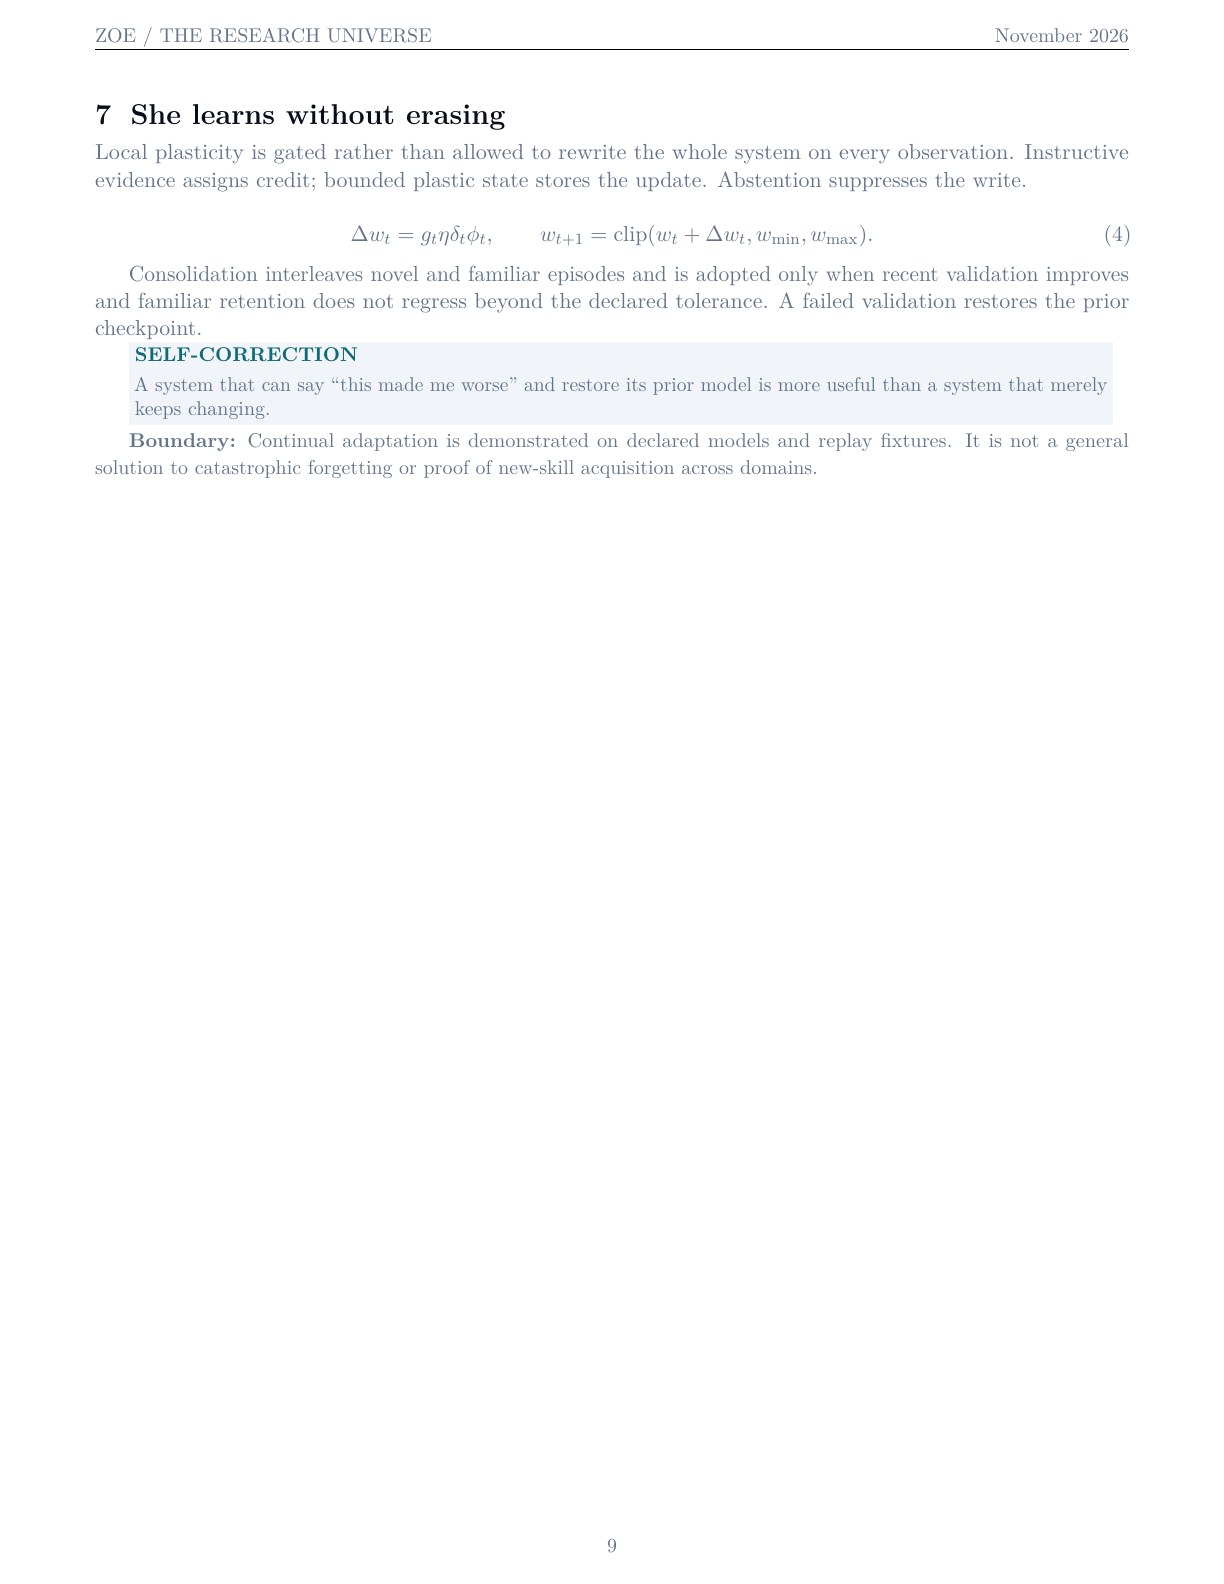 ZOE / THE RESEARCH UNIVERSE November 2026
7 She learns without erasing
Local plasticity is gated rather than allowed to rewrite the whole system on every observation. Instructive
evidence assigns credit; bounded plastic state stores the update. Abstention suppresses the write.
Δw_t = g_tηδ_tϕ_t, w_{t+1} = clip(w_t + Δw_t, w_min, w_max). (4)
Consolidation interleaves novel and familiar episodes and is adopted only when recent validation improves
and familiar retention does not regress beyond the declared tolerance. A failed validation restores the prior
checkpoint.
SELF-CORRECTION
A system that can say “this made me worse” and restore its prior model is more useful than a system that merely
keeps changing.
Boundary: Continual adaptation is demonstrated on declared models and replay fixtures. It is not a general
solution to catastrophic forgetting or proof of new-skill acquisition across domains.
9